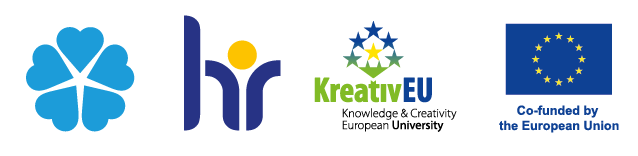 hr
KreativEU
Knowledge & Creativity
European University
Co-funded by
the European Union